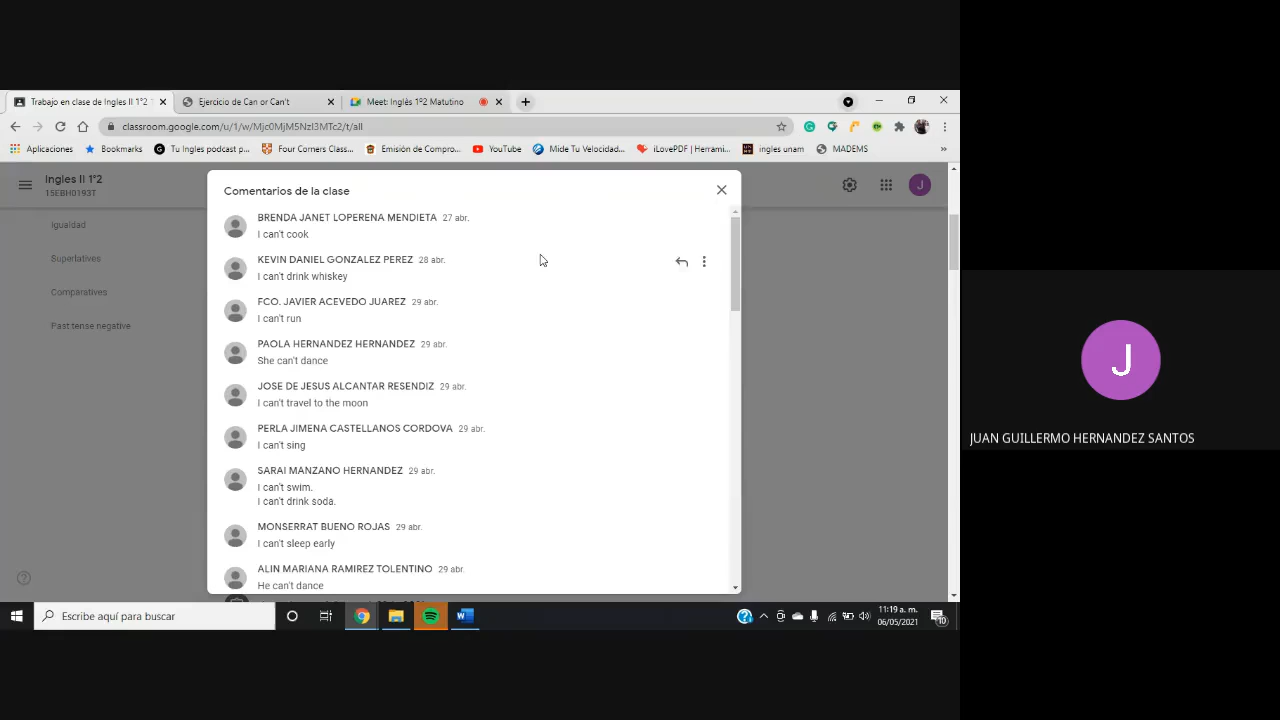 Trabajo en clase de Ingles II 1°2
Ejercicio de Can or Can't
Meet: Inglés 1°2 Matutino
classroom.google.com/u/1/w/Mjc0MjM5NzI3MTc2/t/all
Aplicaciones
Bookmarks
Tu Ingles podcast p...
Four Corners Class...
Emisión de Compro...
YouTube
Mide Tu Velocidad...
iLovePDF | Herrami...
ingles unam
MADEMS
»
Ingles II 1°2
15EBH0193T
J
Igualdad
Superlatives
Comparatives
Past tense negative
Comentarios de la clase
BRENDA JANET LOPERENA MENDIETA 27 abr.
I can't cook
KEVIN DANIEL GONZALEZ PEREZ 28 abr.
I can't drink whiskey
FCO. JAVIER ACEVEDO JUAREZ 29 abr.
I can't run
PAOLA HERNANDEZ HERNANDEZ 29 abr.
She can't dance
JOSE DE JESUS ALCANTAR RESENDIZ 29 abr.
I can't travel to the moon
PERLA JIMENA CASTELLANOS CORDOVA 29 abr.
I can't sing
SARAI MANZANO HERNANDEZ 29 abr.
I can't swim.
I can't drink soda.
MONSERRAT BUENO ROJAS 29 abr.
I can't sleep early
ALIN MARIANA RAMIREZ TOLENTINO 29 abr.
He can't dance
Escribe aquí para buscar
11:19 a. m.
06/05/2021
10
J
JUAN GUILLERMO HERNANDEZ SANTOS